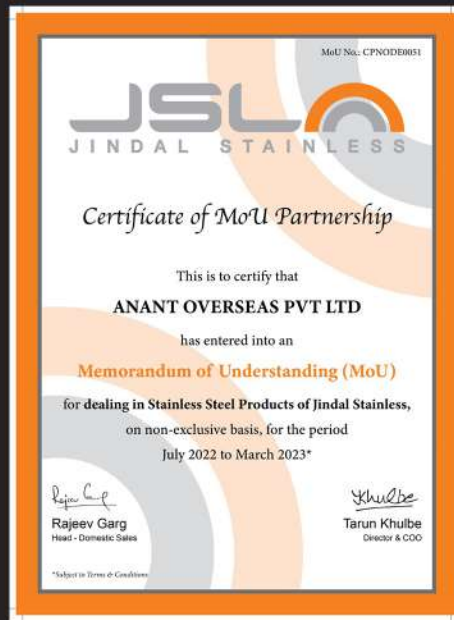 MoU No.: CPNODE0051
JSL
JINDAL STAINLESS
Certificate of MoU Partnership
This is to certify that
ANANT OVERSEAS PVT LTD
has entered into an
Memorandum of Understanding (MoU)
for dealing in Stainless Steel Products of Jindal Stainless,
on non-exclusive basis, for the period
July 2022 to March 2023*
Rajeev Garg
Khulbe
Rajeev Garg
Tarun Khulbe
Head - Domestic Sales
Director & COO
*Subject to Terms & Conditions